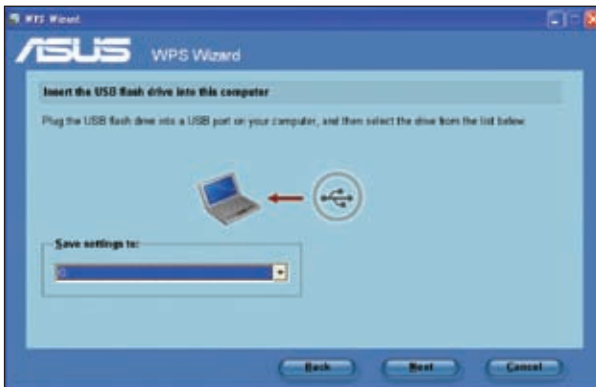 WPS Wizard
ASUS WPS Wizard
Insert the USB flash drive into this computer
Plug the USB flash drive into a USB port on your computer, and then select the drive from the list below.
Save settings to:
Back Next Cancel